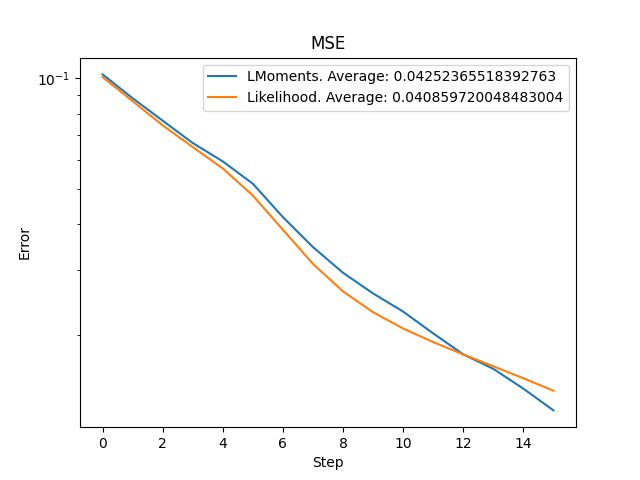 MSE
LMoments. Average: 0.04252365518392763
Likelihood. Average: 0.040859720048483004
10⁻¹
Error
0 2 4 6 8 10 12 14
Step